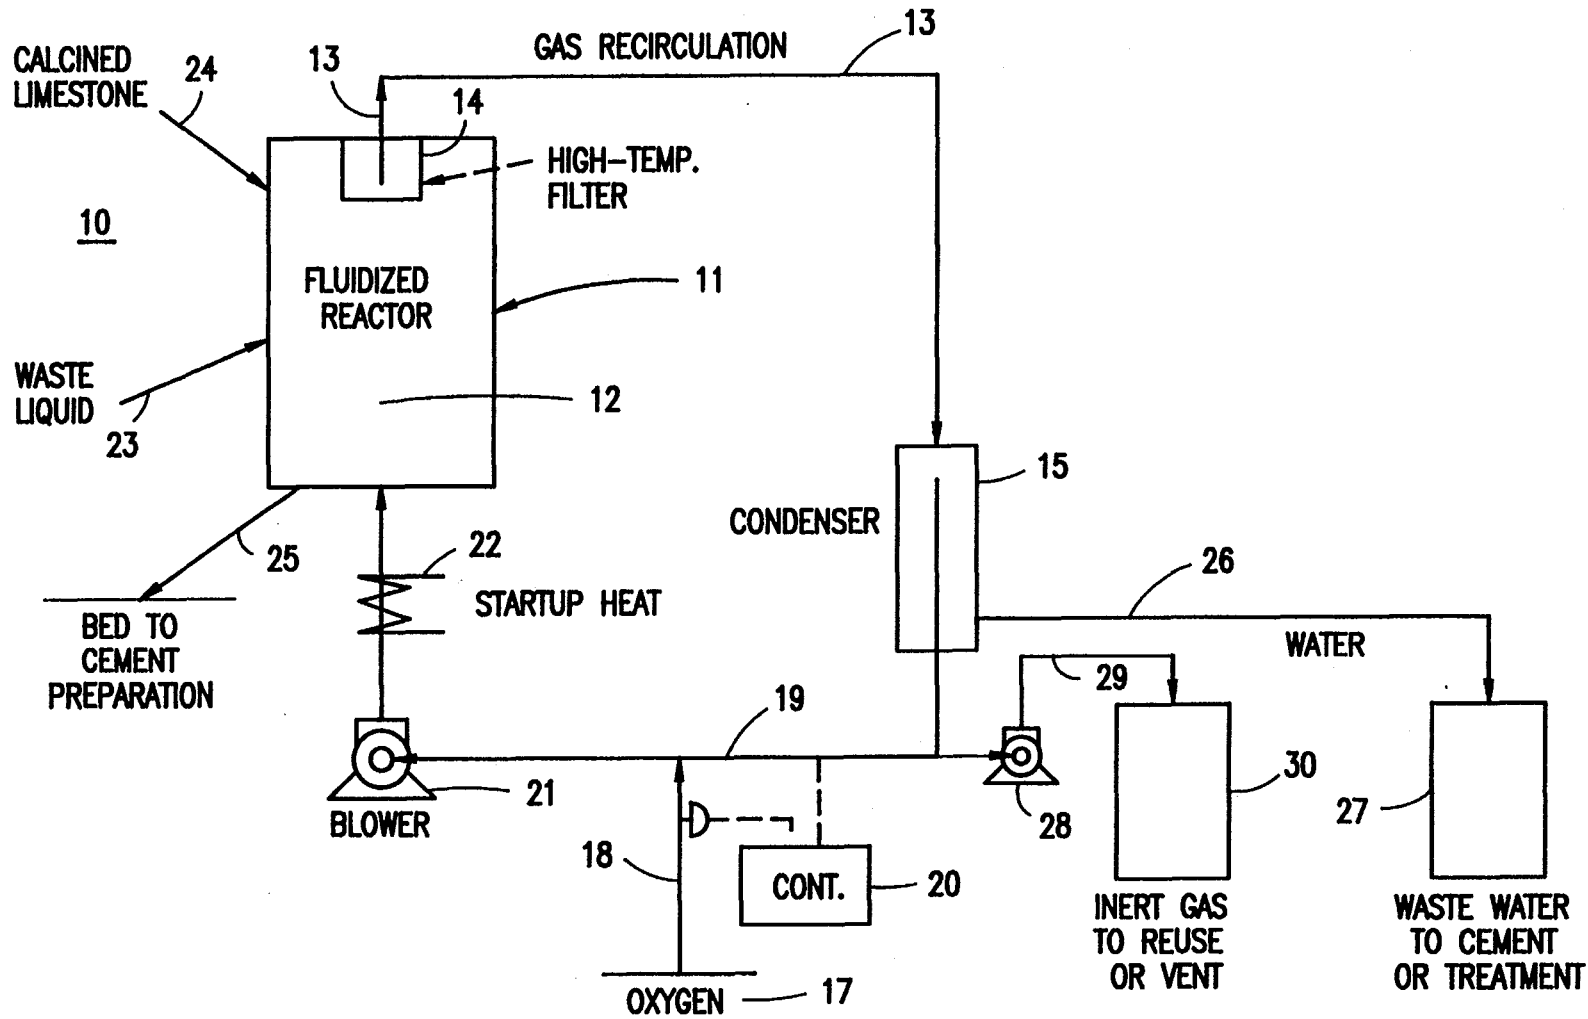 GAS RECIRCULATION
13
CALCINED
LIMESTONE
24
13
14
HIGH-TEMP.
FILTER
10
FLUIDIZED
REACTOR
11
WASTE
LIQUID
23
12
15
CONDENSER
25
22
STARTUP HEAT
26
WATER
BED TO
CEMENT
PREPARATION
29
19
21
BLOWER
28
30
27
18
CONT.
20
INERT GAS
TO REUSE
OR VENT
WASTE WATER
TO CEMENT
OR TREATMENT
OXYGEN
17